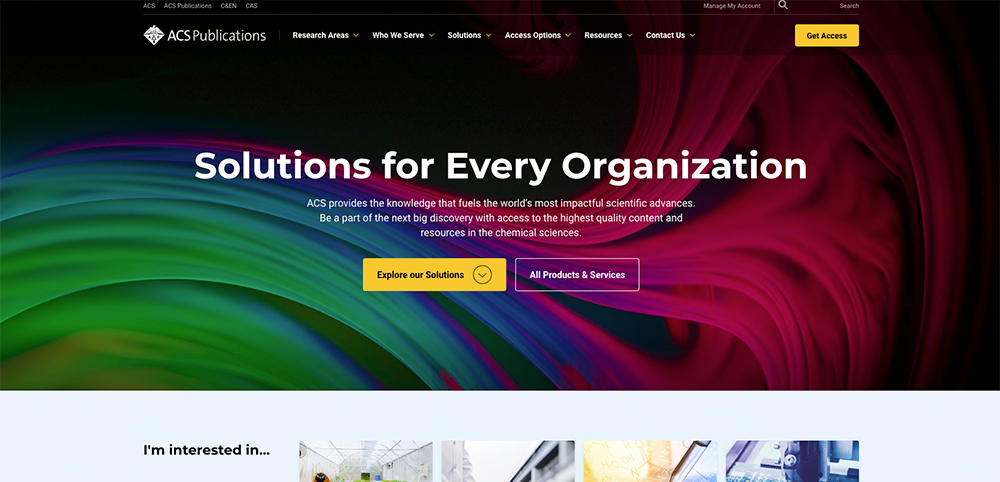 ACS ACS Publications C&EN CAS Manage My Account Search
ACS Publications Research Areas Who We Serve Solutions Access Options Resources Contact Us Get Access
Solutions for Every Organization
ACS provides the knowledge that fuels the world's most impactful scientific advances.
Be a part of the next big discovery with access to the highest quality content and
resources in the chemical sciences.
Explore our Solutions All Products & Services
I'm interested in...